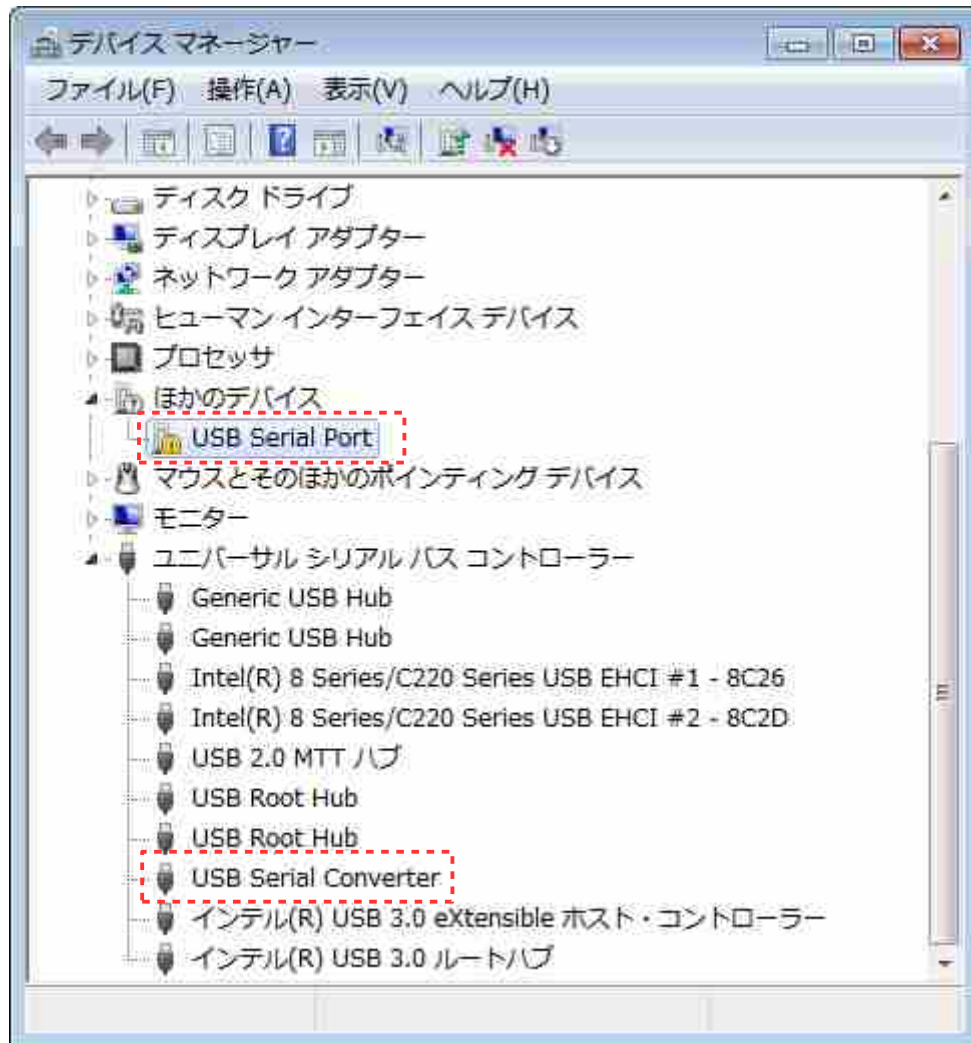 デバイス マネージャー
ファイル(F) 操作(A) 表示(V) ヘルプ(H)
ディスク ドライブ
ディスプレイ アダプター
ネットワーク アダプター
ヒューマン インターフェイス デバイス
プロセッサ
ほかのデバイス
USB Serial Port
マウスとそのほかのポインティング デバイス
モニター
ユニバーサル シリアル バス コントローラー
Generic USB Hub
Generic USB Hub
Intel(R) 8 Series/C220 Series USB EHCI #1 - 8C26
Intel(R) 8 Series/C220 Series USB EHCI #2 - 8C2D
USB 2.0 MTT ハブ
USB Root Hub
USB Root Hub
USB Serial Converter
インテル(R) USB 3.0 eXtensible ホスト・コントローラー
インテル(R) USB 3.0 ルートハブ